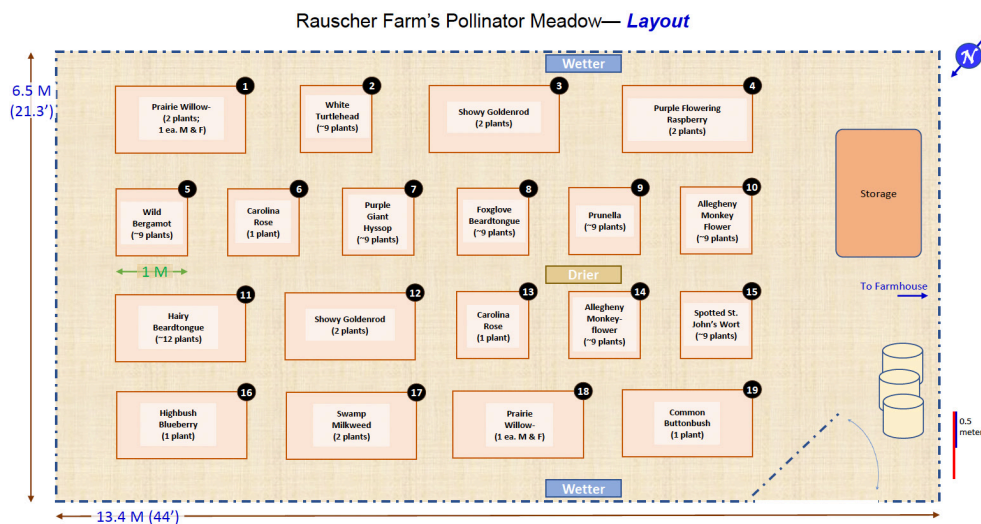 Rauscher Farm’s Pollinator Meadow— Layout
N
6.5 M
(21.3’)
Wetter
1
Prairie Willow-
(2 plants;
1 ea. M & F)
2
White
Turtlehead
(~9 plants)
3
Showy Goldenrod
(2 plants)
4
Purple Flowering
Raspberry
(2 plants)
Storage
5
Wild
Bergamot
(~9 plants)
6
Carolina
Rose
(1 plant)
7
Purple
Giant
Hyssop
(~9 plants)
8
Foxglove
Beardtongue
(~9 plants)
9
Prunella
(~9 plants)
10
Allegheny
Monkey
Flower
(~9 plants)
1 M
Drier
To Farmhouse
11
Hairy
Beardtongue
(~12 plants)
12
Showy Goldenrod
(2 plants)
13
Carolina
Rose
(1 plant)
14
Allegheny
Monkey-
flower
(~9 plants)
15
Spotted St.
John’s Wort
(~9 plants)
16
Highbush
Blueberry
(1 plant)
17
Swamp
Milkweed
(2 plants)
18
Prairie
Willow-
(1 ea. M & F)
19
Common
Buttonbush
(1 plant)
0.5
meter
Wetter
13.4 M (44’)